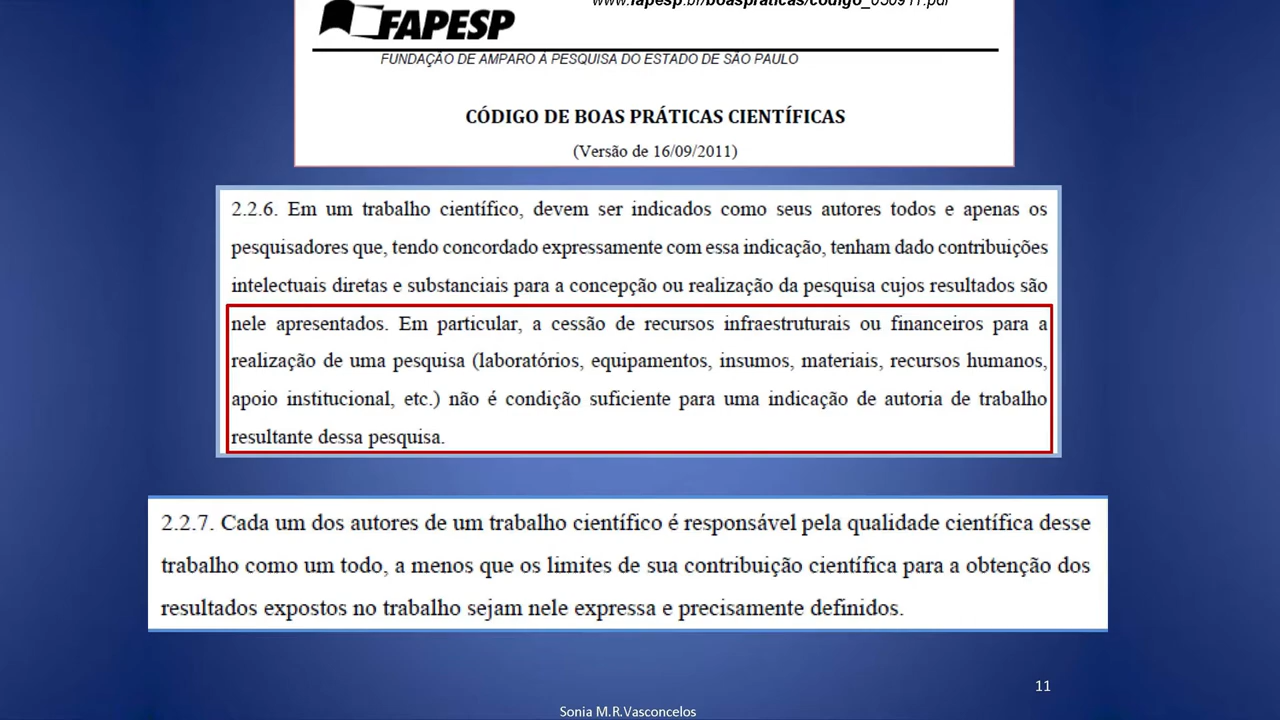 www.fapesp.br/boaspraticas/codigo_050911.pdf
FAPESP
FUNDAÇÃO DE AMPARO À PESQUISA DO ESTADO DE SÃO PAULO
CÓDIGO DE BOAS PRÁTICAS CIENTÍFICAS
(Versão de 16/09/2011)
2.2.6. Em um trabalho científico, devem ser indicados como seus autores todos e apenas os
pesquisadores que, tendo concordado expressamente com essa indicação, tenham dado contribuições
intelectuais diretas e substanciais para a concepção ou realização da pesquisa cujos resultados são
nele apresentados. Em particular, a cessão de recursos infraestruturais ou financeiros para a
realização de uma pesquisa (laboratórios, equipamentos, insumos, materiais, recursos humanos,
apoio institucional, etc.) não é condição suficiente para uma indicação de autoria de trabalho
resultante dessa pesquisa.
2.2.7. Cada um dos autores de um trabalho científico é responsável pela qualidade científica desse
trabalho como um todo, a menos que os limites de sua contribuição científica para a obtenção dos
resultados expostos no trabalho sejam nele expressa e precisamente definidos.
11
Sonia M.R.Vasconcelos